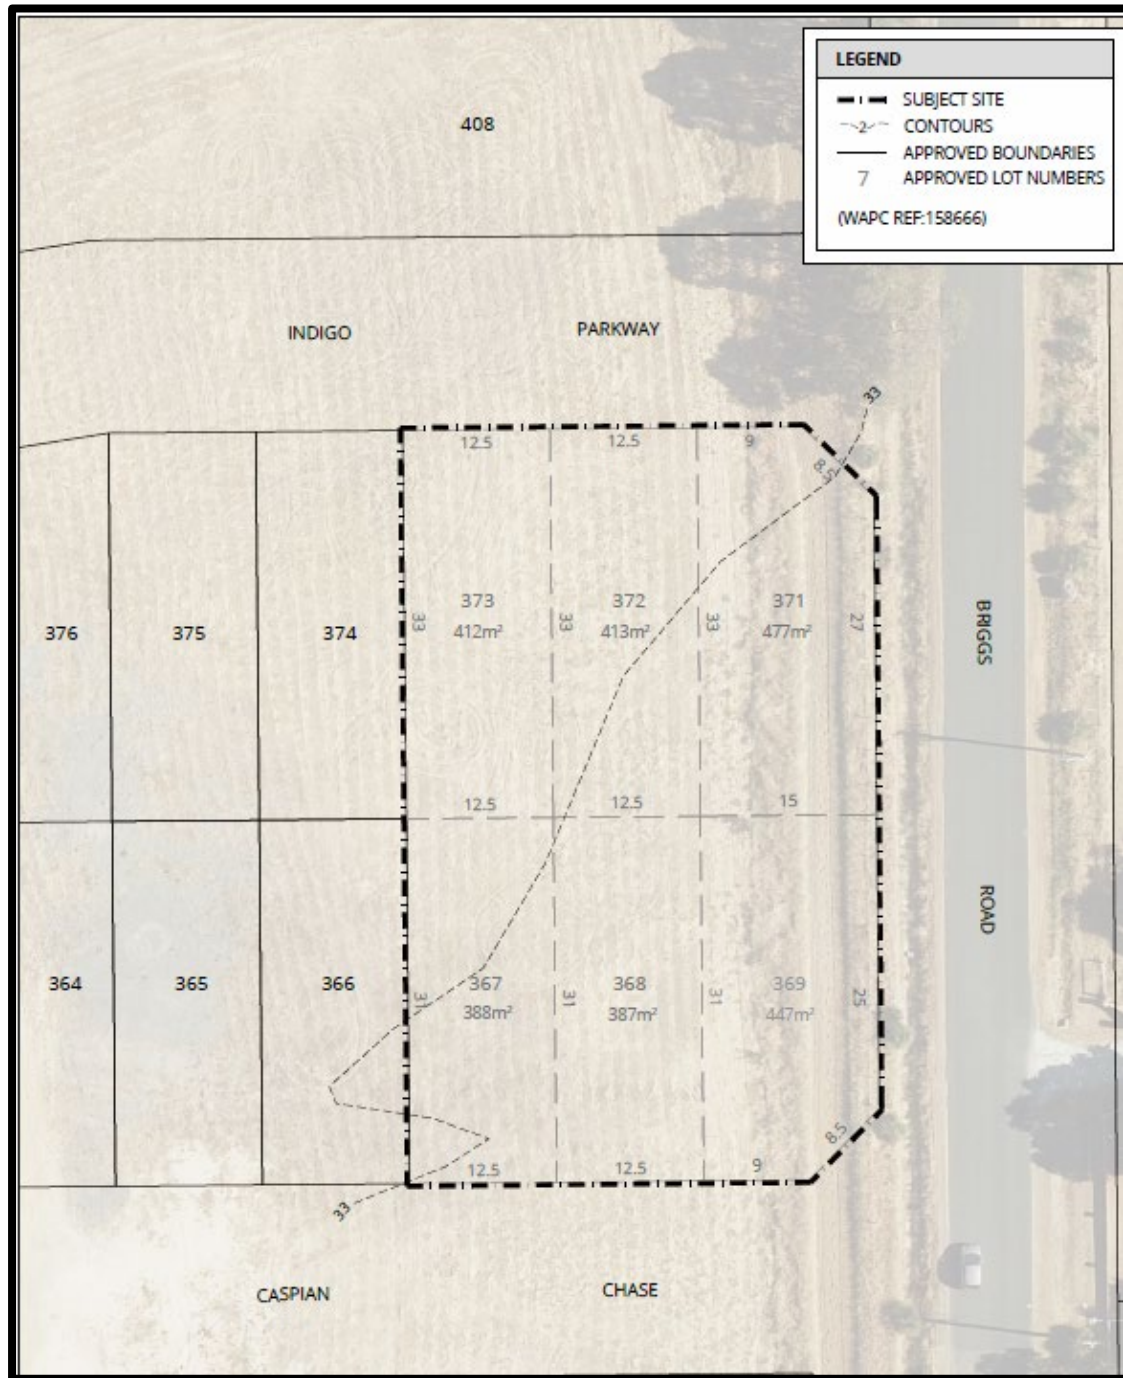 LEGEND
SUBJECT SITE
2 CONTOURS
APPROVED BOUNDARIES
7 APPROVED LOT NUMBERS
(WAPC REF:158666)
408
INDIGO PARKWAY
33
12.5 12.5 9
8.5
373 372 371
412m² 413m² 477m²
33 33 33 27
376 375 374
BRIGGS
12.5 12.5 15
ROAD
364 365 366
367 368 369
388m² 387m² 447m²
31 31 31 25
8.5
12.5 12.5 9
33
CASPIAN CHASE